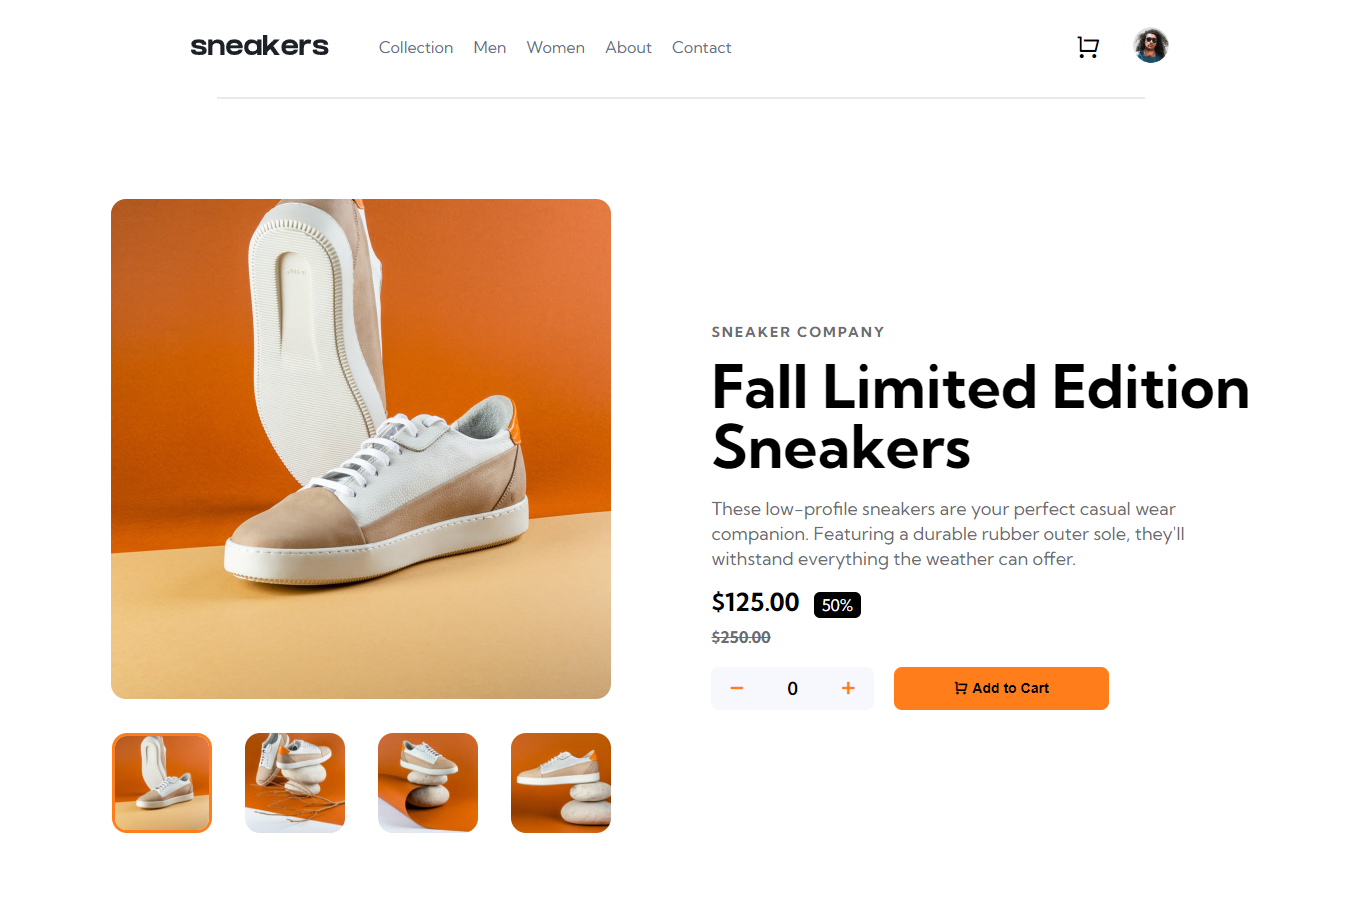 sneakers
Collection Men Women About Contact
SNEAKER COMPANY
Fall Limited Edition
Sneakers
These low-profile sneakers are your perfect casual wear
companion. Featuring a durable rubber outer sole, they'll
withstand everything the weather can offer.
$125.00 50%
$250.00
0
Add to Cart